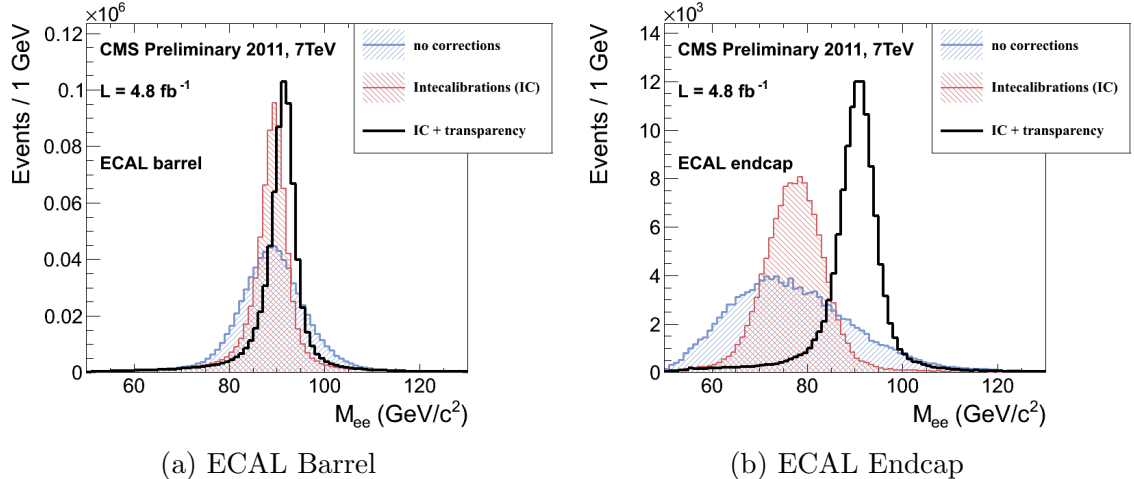 ×10⁶
0.12
0.1
0.08
0.06
0.04
0.02
0
Events / 1 GeV
CMS Preliminary 2011, 7TeV
L = 4.8 fb⁻¹
ECAL barrel
no corrections
Intecalibrations (IC)
IC + transparency
60 80 100 120
M_ee (GeV/c²)
(a) ECAL Barrel
×10³
14
12
10
8
6
4
2
0
Events / 1 GeV
CMS Preliminary 2011, 7TeV
L = 4.8 fb⁻¹
ECAL endcap
no corrections
Intecalibrations (IC)
IC + transparency
60 80 100 120
M_ee (GeV/c²)
(b) ECAL Endcap